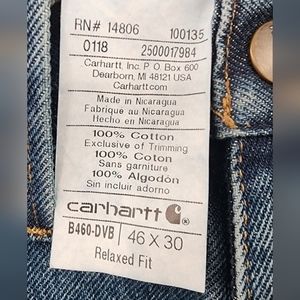 RN# 14806 100135
0118 2500017984
Carhartt, Inc. P.O. Box 600
Dearborn, MI 48121 USA
Carhartt.com
Made in Nicaragua
Fabriqué au Nicaragua
Hecho en Nicaragua
100% Cotton
Exclusive of Trimming
100% Coton
Sans garniture
100% Algodón
Sin incluir adorno
carhartt
B460-DVB 46 X 30
Relaxed Fit